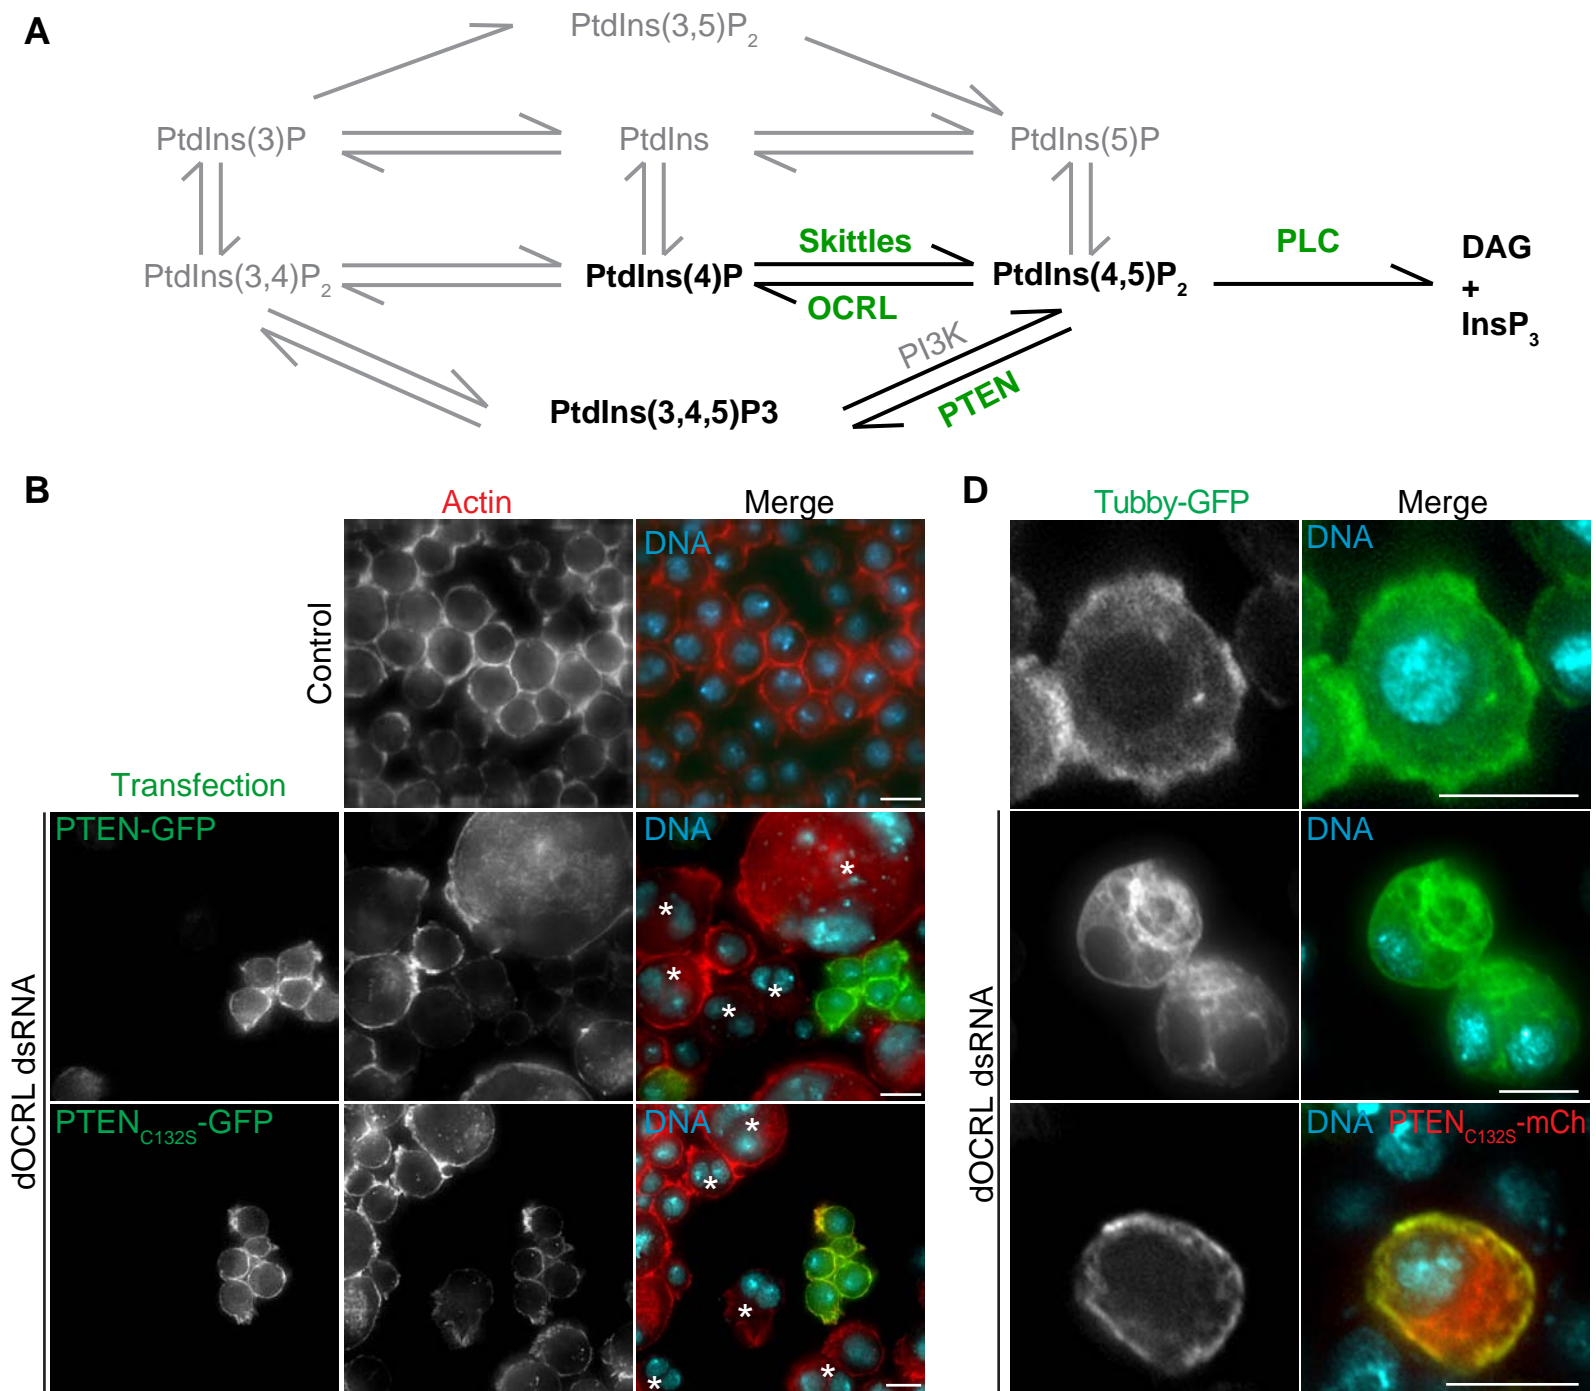 A
PtdIns(3,5)P2
PtdIns(3)P
PtdIns
PtdIns(5)P
Skittles
PLC
PtdIns(3,4)P2
PtdIns(4)P
PtdIns(4,5)P2
DAG
+
InsP3
OCRL
PI3K
PTEN
PtdIns(3,4,5)P3
B
Actin
Merge
Control
DNA
Transfection
dOCRL dsRNA
PTEN-GFP
DNA
*
*
*
*
*
PTENC132S-GFP
DNA
*
*
*
*
*
D
Tubby-GFP
Merge
DNA
dOCRL dsRNA
DNA
DNA PTENC132S-mCh